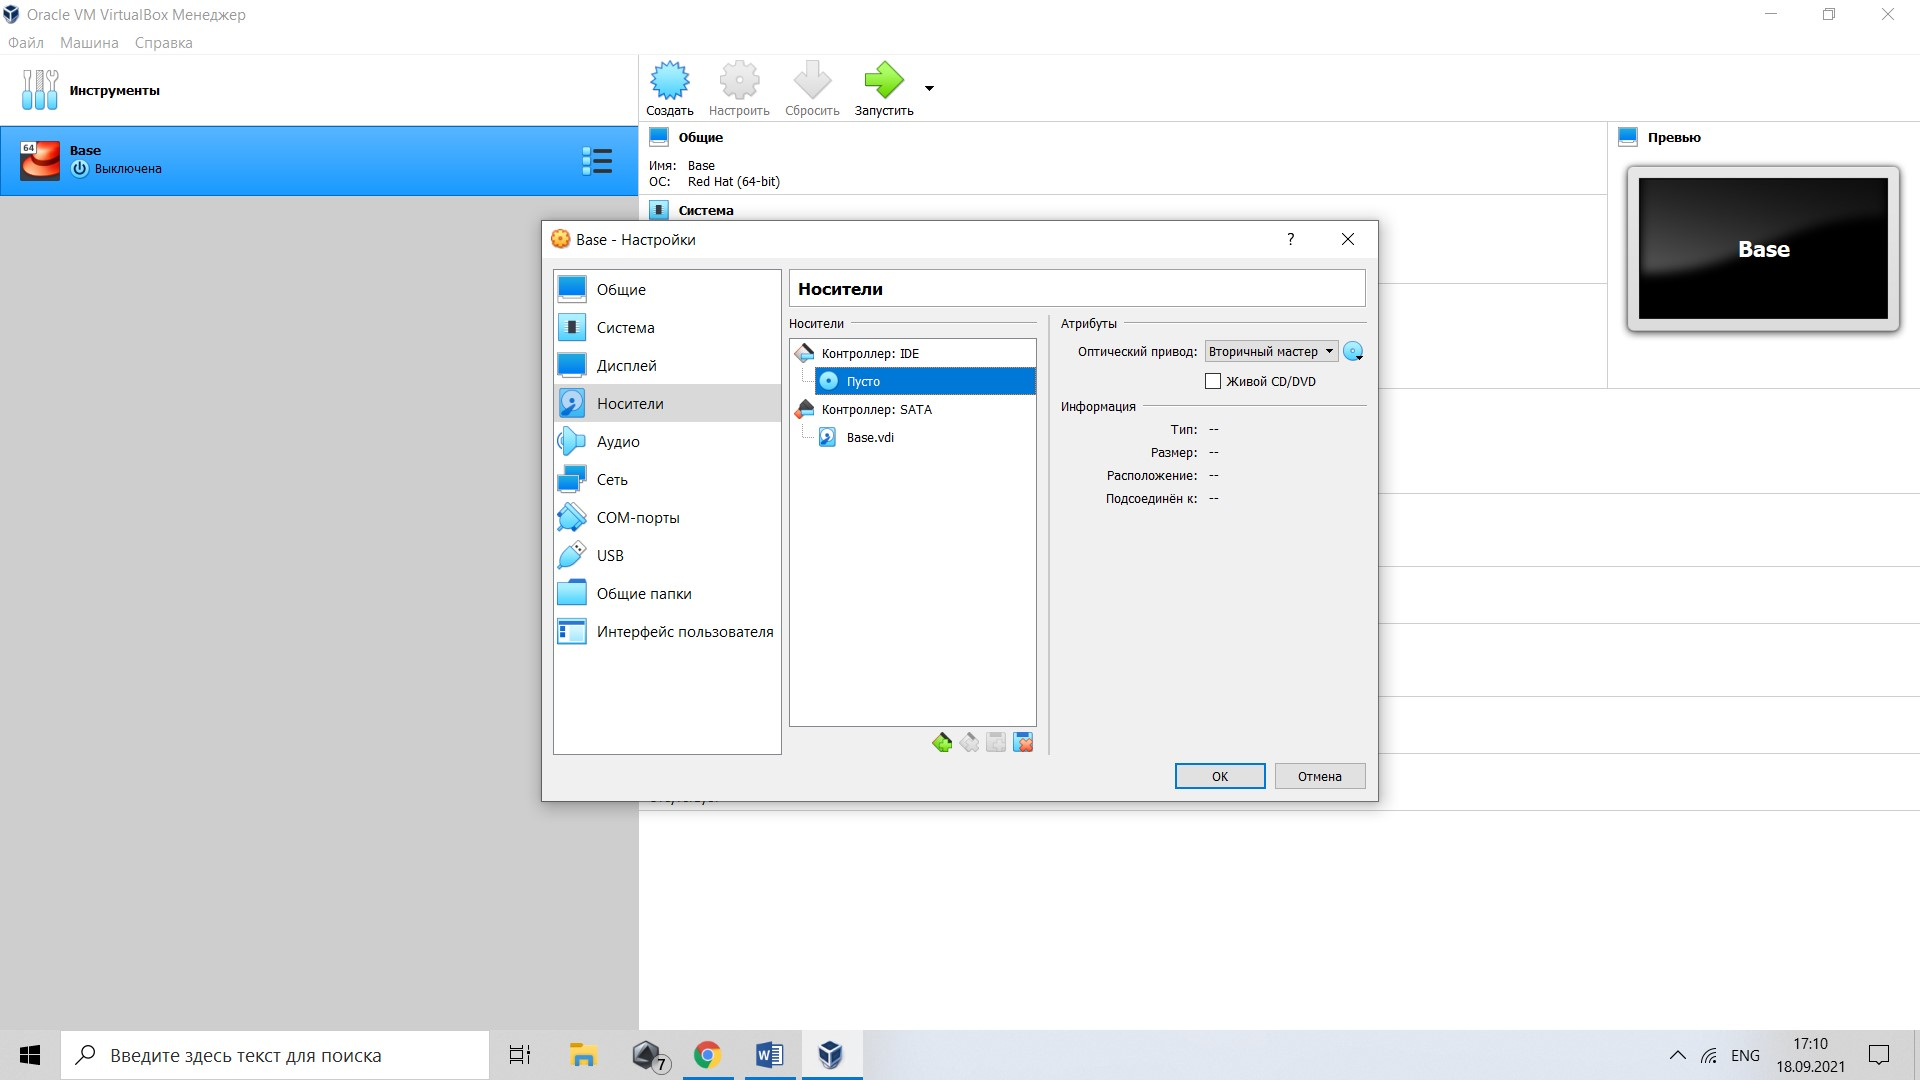 Oracle VM VirtualBox Менеджер
Файл Машина Справка
Инструменты
Создать Настроить Сбросить Запустить
64 Base
Выключена
Общие
Имя: Base
ОС: Red Hat (64-bit)
Система
Превью
Base
Base - Настройки
?
Общие
Система
Дисплей
Носители
Аудио
Сеть
COM-порты
USB
Общие папки
Интерфейс пользователя
Носители
Носители
Контроллер: IDE
Пусто
Контроллер: SATA
Base.vdi
Атрибуты
Оптический привод: Вторичный мастер
Живой CD/DVD
Информация
Тип: --
Размер: --
Расположение: --
Подсоединён к: --
OK Отмена
Введите здесь текст для поиска
7
ENG
17:10
18.09.2021